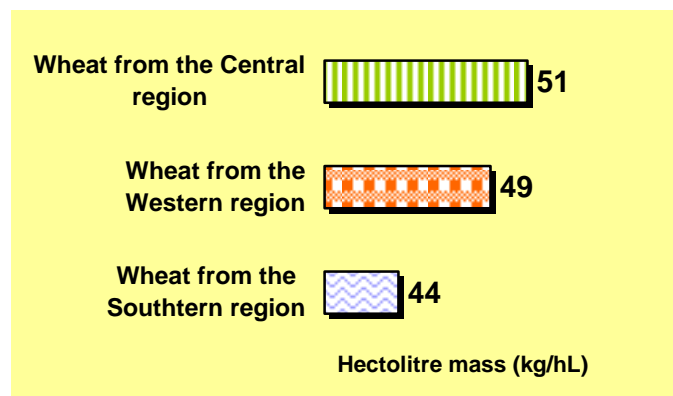 Wheat from the Central
region
51
Wheat from the
Western region
49
Wheat from the
Southtern region
44
Hectolitre mass (kg/hL)